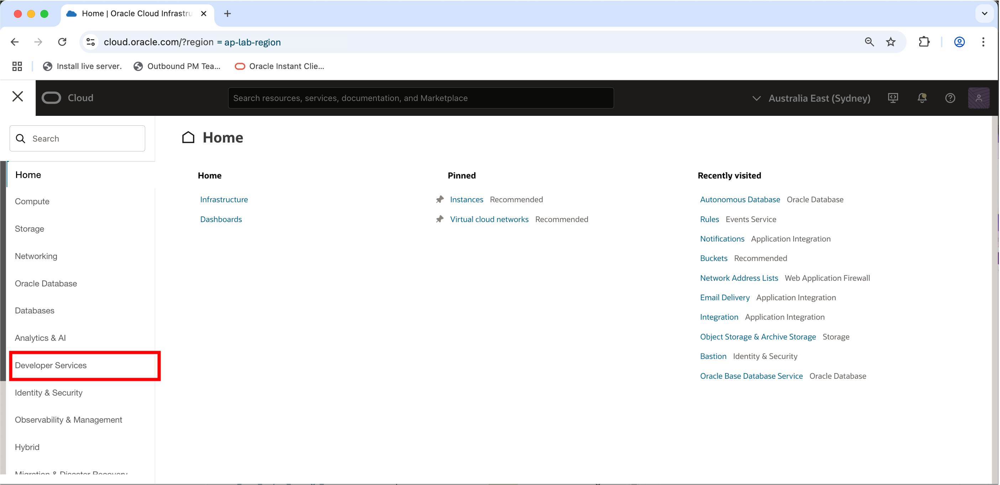 Home | Oracle Cloud Infrastru
cloud.oracle.com/?region = ap-lab-region
Install live server.
Outbound PM Tea...
Oracle Instant Clie...
Cloud
Search resources, services, documentation, and Marketplace
Australia East (Sydney)
Search
Home
Compute
Storage
Networking
Oracle Database
Databases
Analytics & AI
Developer Services
Identity & Security
Observability & Management
Hybrid
Migration & Disaster Recovery
Home
Home
Infrastructure
Dashboards
Pinned
Instances Recommended
Virtual cloud networks Recommended
Recently visited
Autonomous Database Oracle Database
Rules Events Service
Notifications Application Integration
Buckets Recommended
Network Address Lists Web Application Firewall
Email Delivery Application Integration
Integration Application Integration
Object Storage & Archive Storage Storage
Bastion Identity & Security
Oracle Base Database Service Oracle Database